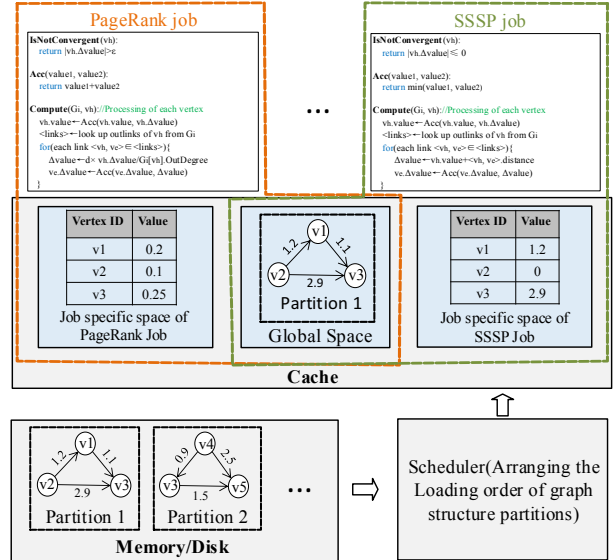 PageRank job
IsNotConvergent(vh):
return |vh.Δvalue|>ε
Acc(value1, value2):
return value1+value2
Compute(Gi, vh)://Processing of each vertex
vh.value←Acc(vh.value, vh.Δvalue)
<links>←look up outlinks of vh from Gi
for(each link <vh, ve>∈<links>){
Δvalue←d× vh.Δvalue/Gi[vh].OutDegree
ve.Δvalue←Acc(ve.Δvalue, Δvalue)
}
...
SSSP job
IsNotConvergent(vh):
return |vh.Δvalue|≤ 0
Acc(value1, value2):
return min(value1, value2)
Compute(Gi, vh)://Processing of each vertex
vh.value←Acc(vh.value, vh.Δvalue)
<links>←look up outlinks of vh from Gi
for(each link <vh, ve>∈<links>){
Δvalue←vh.value+<vh, ve>.distance
ve.Δvalue←Acc(ve.Δvalue, Δvalue)
}
Vertex ID Value
v1 0.2
v2 0.1
v3 0.25
Job specific space of
PageRank Job
v1
1.2 1.1
v2 2.9 v3
Partition 1
Global Space
Vertex ID Value
v1 1.2
v2 0
v3 2.9
Job specific space of
SSSP Job
Cache
v1
1.2 1.1
v2 2.9 v3
Partition 1
v4
0.9 2.5
v3 1.5 v5
Partition 2
...
Memory/Disk
Scheduler(Arranging the
Loading order of graph
structure partitions)